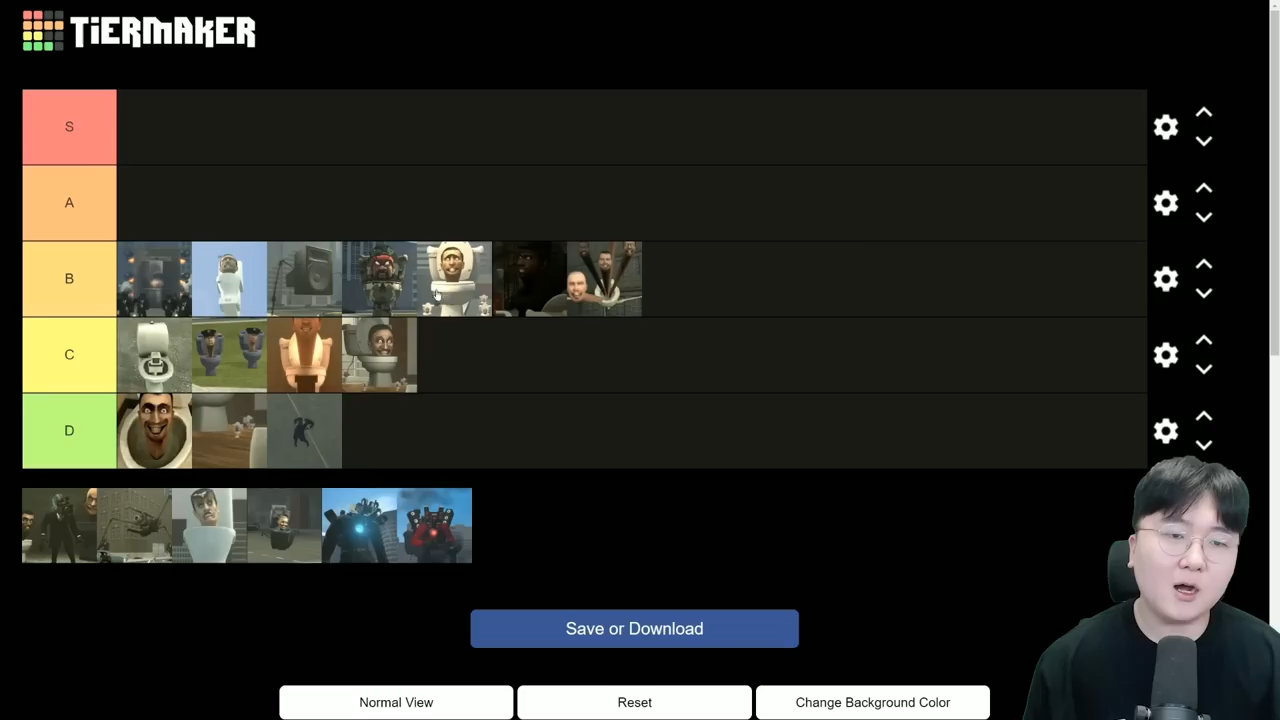 TiERMAKER
S
A
B
C
D
Save or Download
Normal View
Reset
Change Background Color